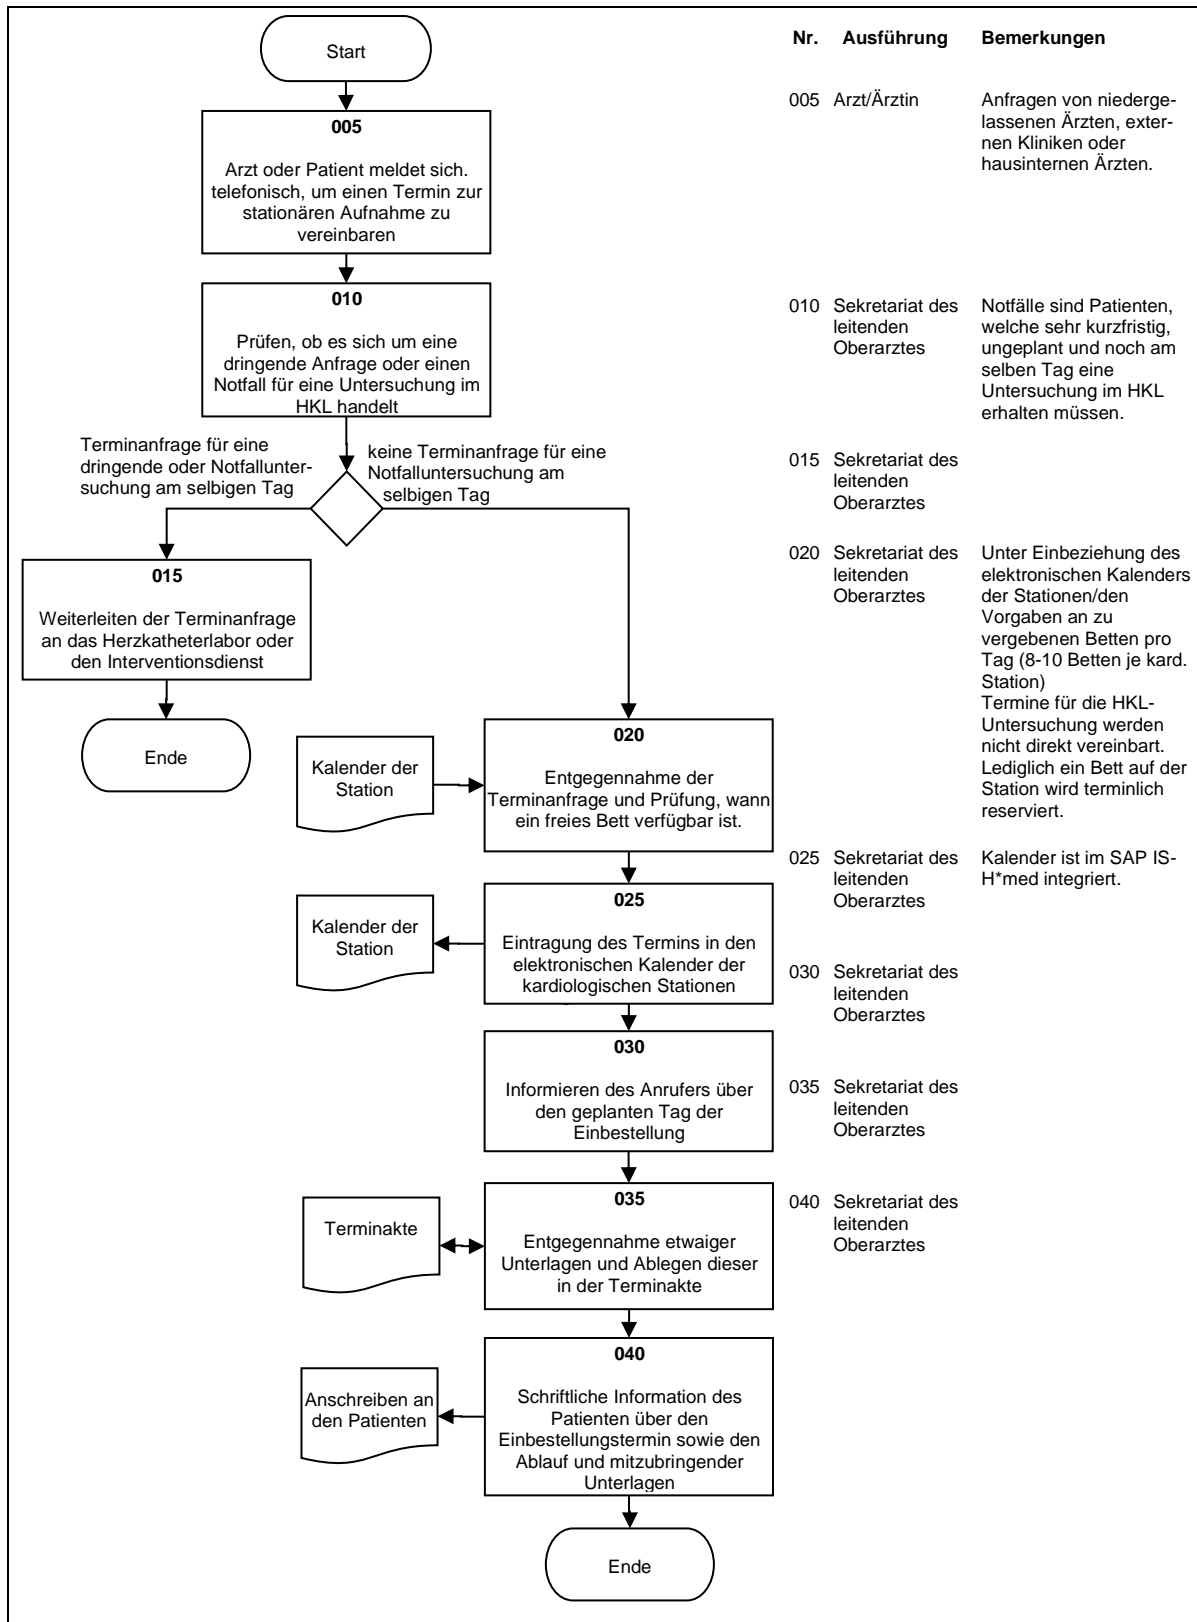 Start
005
Arzt oder Patient meldet sich.
telefonisch, um einen Termin zur
stationären Aufnahme zu
vereinbaren
010
Prüfen, ob es sich um eine
dringende Anfrage oder einen
Notfall für eine Untersuchung im
HKL handelt
Terminanfrage für eine
dringende oder Notfallunter-
suchung am selbigen Tag
keine Terminanfrage für eine
Notfalluntersuchung am
selbigen Tag
015
Weiterleiten der Terminanfrage
an das Herzkatheterlabor oder
den Interventionsdienst
Ende
Kalender der
Station
020
Entgegennahme der
Terminanfrage und Prüfung, wann
ein freies Bett verfügbar ist.
Kalender der
Station
025
Eintragung des Termins in den
elektronischen Kalender der
kardiologischen Stationen
030
Informieren des Anrufers über
den geplanten Tag der
Einbestellung
Terminakte
035
Entgegennahme etwaiger
Unterlagen und Ablegen dieser
in der Terminakte
Anschreiben an
den Patienten
040
Schriftliche Information des
Patienten über den
Einbestellungstermin sowie den
Ablauf und mitzubringender
Unterlagen
Ende
Nr. Ausführung Bemerkungen
005 Arzt/Ärztin
Anfragen von niederge-
lassenen Ärzten, exter-
nen Kliniken oder
hausinternen Ärzten.
010 Sekretariat des
leitenden
Oberarztes
Notfälle sind Patienten,
welche sehr kurzfristig,
ungeplant und noch am
selben Tag eine
Untersuchung im HKL
erhalten müssen.
015 Sekretariat des
leitenden
Oberarztes
020 Sekretariat des
leitenden
Oberarztes
Unter Einbeziehung des
elektronischen Kalenders
der Stationen/den
Vorgaben an zu
vergebenen Betten pro
Tag (8-10 Betten je kard.
Station)
Termine für die HKL-
Untersuchung werden
nicht direkt vereinbart.
Lediglich ein Bett auf der
Station wird terminlich
reserviert.
025 Sekretariat des
leitenden
Oberarztes
Kalender ist im SAP IS-
H*med integriert.
030 Sekretariat des
leitenden
Oberarztes
035 Sekretariat des
leitenden
Oberarztes
040 Sekretariat des
leitenden
Oberarztes